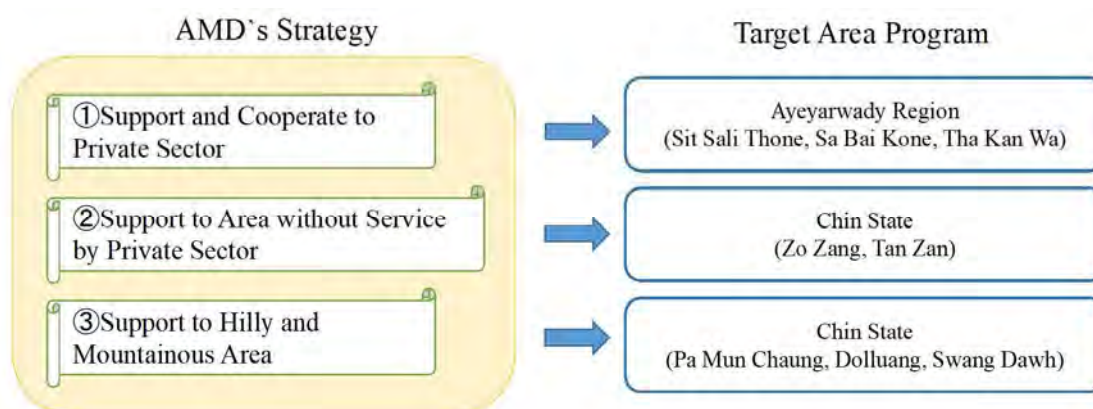 AMD`s Strategy
Target Area Program
①Support and Cooperate to
Private Sector
Ayeyarwady Region
(Sit Sali Thone, Sa Bai Kone, Tha Kan Wa)
②Support to Area without Service
by Private Sector
Chin State
(Zo Zang, Tan Zan)
③Support to Hilly and
Mountainous Area
Chin State
(Pa Mun Chaung, Dolluang, Swang Dawh)